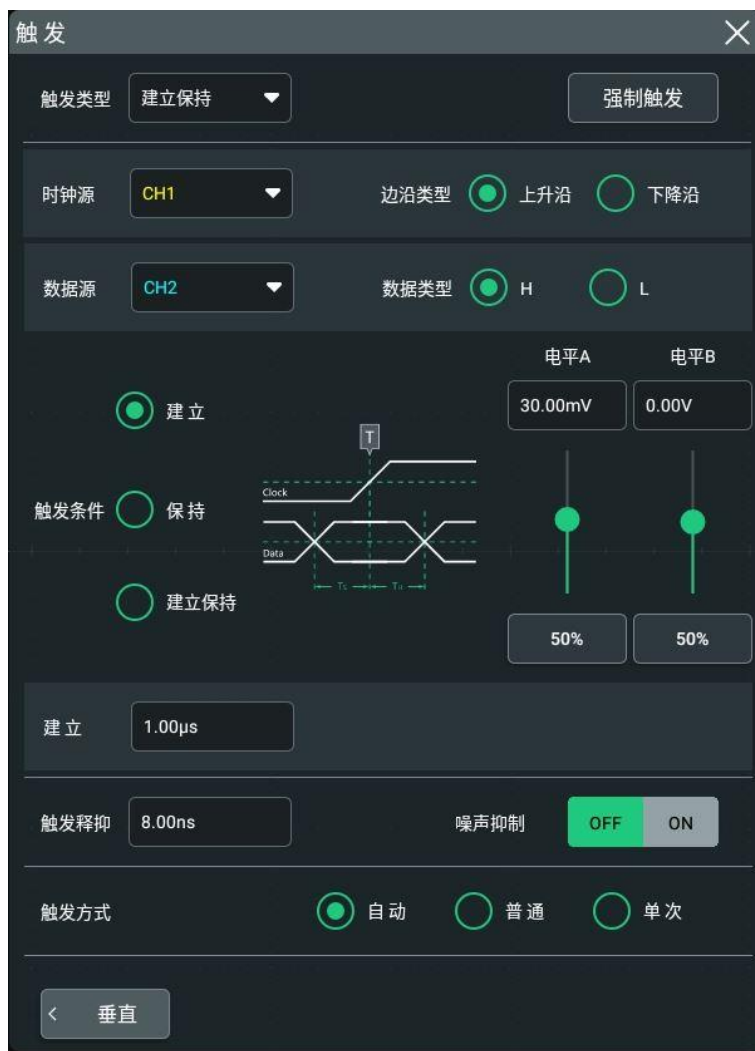 触发
触发类型 建立保持 强制触发
时钟源 CH1 边沿类型 上升沿 下降沿
数据源 CH2 数据类型 H L
电平A 电平B
建立 30.00mV 0.00V
T
Clock
触发条件 保持
Data
Ts TH
建立保持
50% 50%
建立 1.00μs
触发释抑 8.00ns 噪声抑制 OFF ON
触发方式 自动 普通 单次
< 垂直